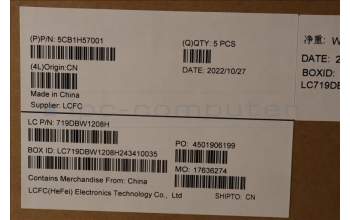 (P)P/N: 5CB1H57001
(Q)QTY: 5 PCS
(4L)Origin:CN
DATE: 2022/10/27
Made in China
Supplier: LCFC
净重: W
DATE: 2
BOXID:
LC719DB
LC P/N: 719DBW1208H
PO: 4501906199
BOX ID: LC719DBW1208H243410035
MO: 17636274
Contains Merchandise From: China
LCFC(HeFei) Electronics Technology Co., Ltd
SHIPTO: CN